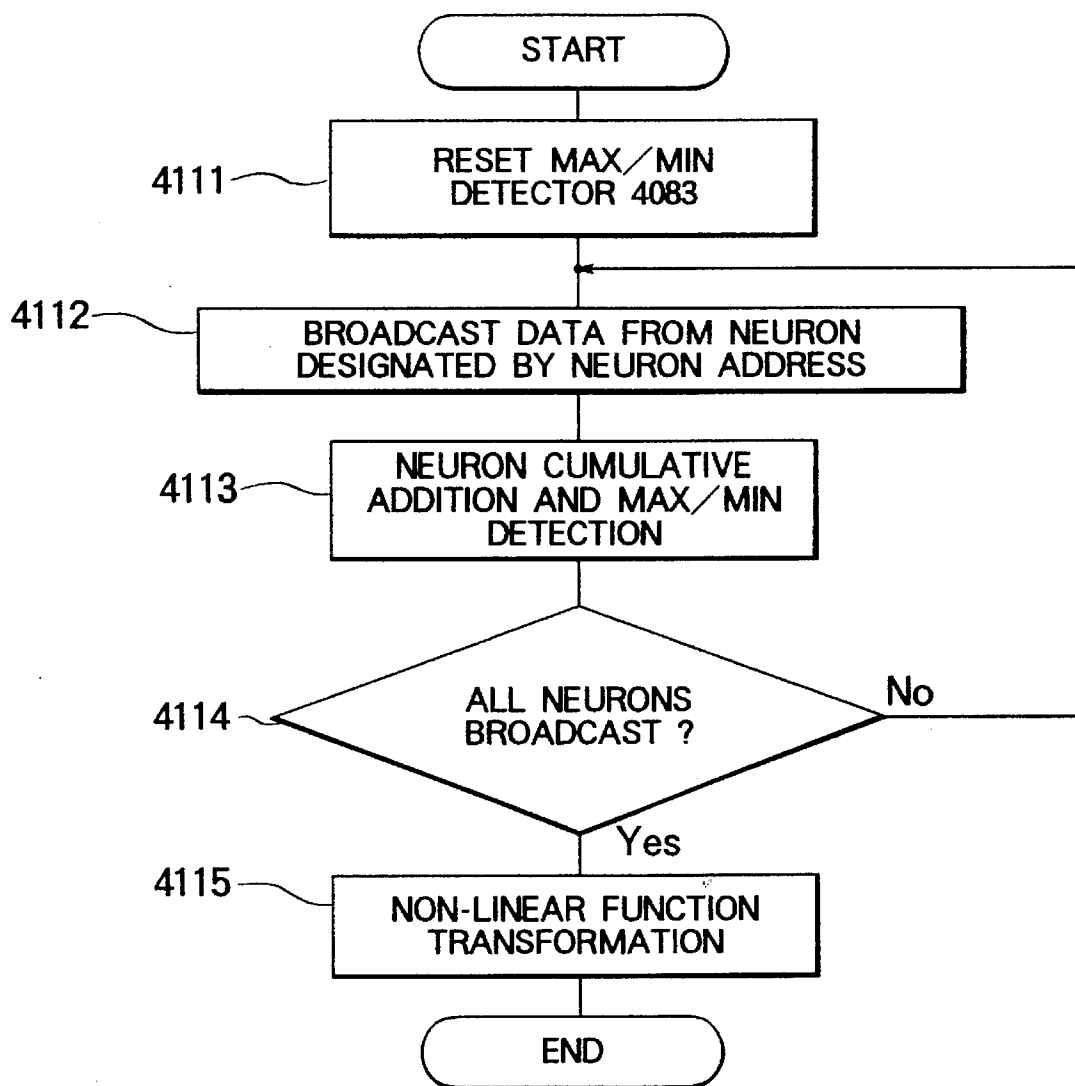 START
4111
RESET MAX/MIN
DETECTOR 4083
4112
BROADCAST DATA FROM NEURON
DESIGNATED BY NEURON ADDRESS
4113
NEURON CUMULATIVE
ADDITION AND MAX/MIN
DETECTION
4114
ALL NEURONS
BROADCAST ?
No
Yes
4115
NON-LINEAR FUNCTION
TRANSFORMATION
END